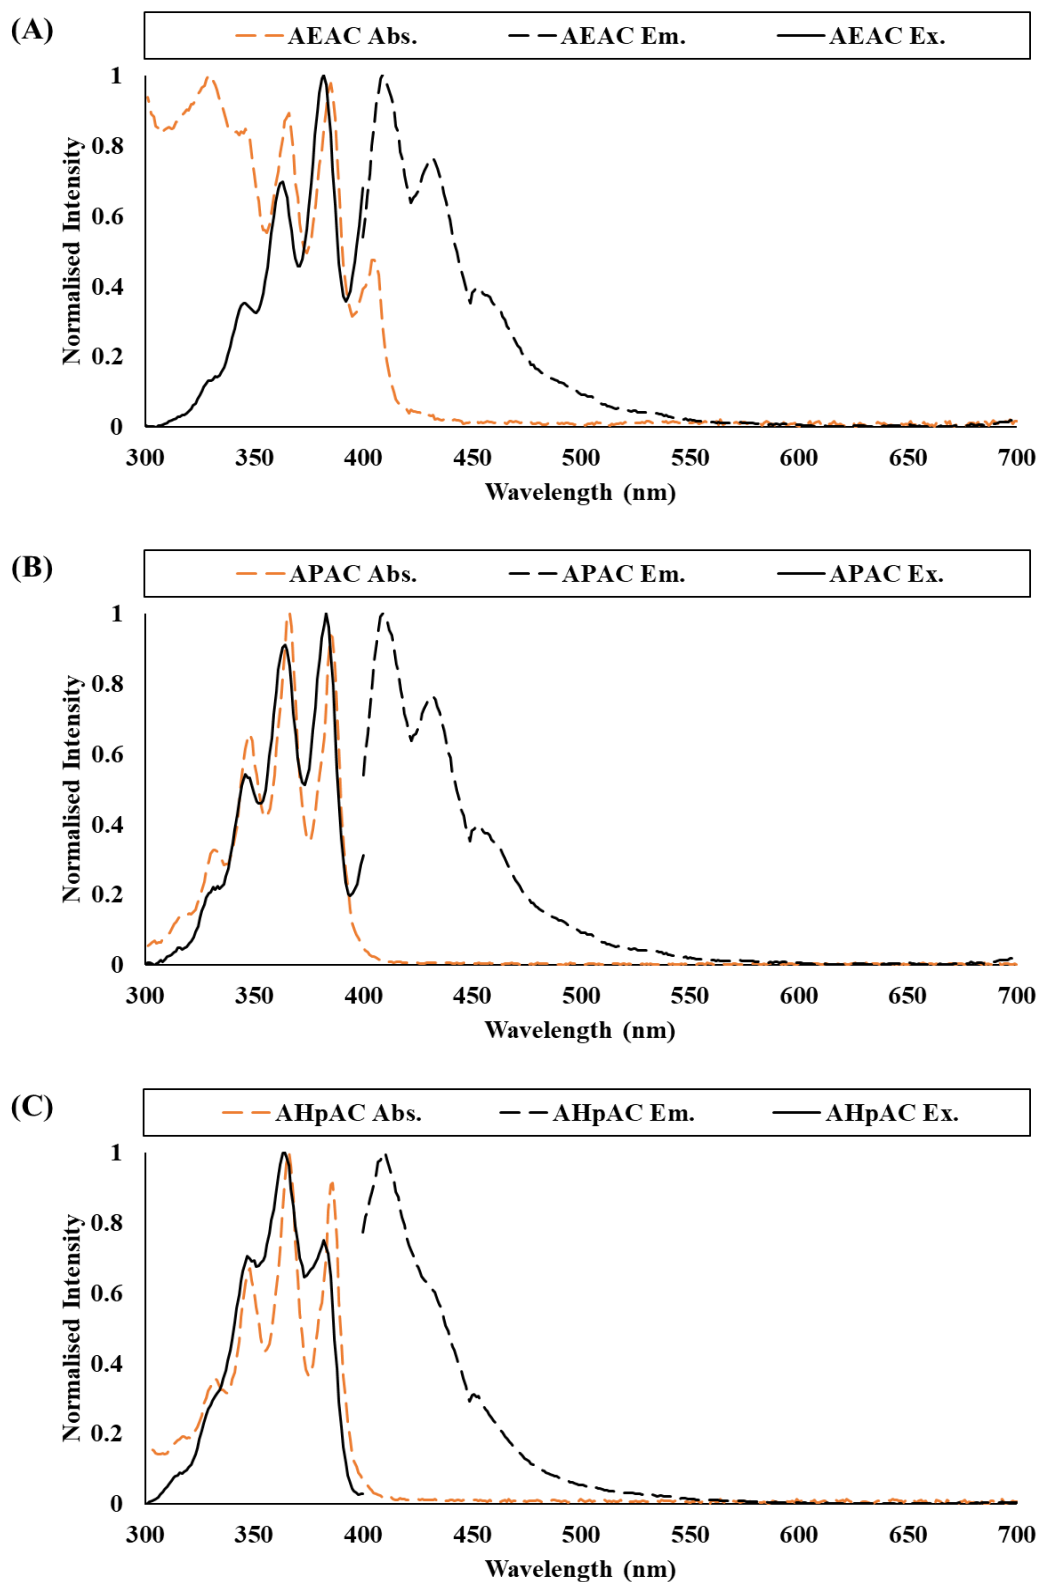 (A)
AEAC Abs. AEAC Em. AEAC Ex.
Normalised Intensity
1
0.8
0.6
0.4
0.2
0
300 350 400 450 500 550 600 650 700
Wavelength (nm)
(B)
APAC Abs. APAC Em. APAC Ex.
Normalised Intensity
1
0.8
0.6
0.4
0.2
0
300 350 400 450 500 550 600 650 700
Wavelength (nm)
(C)
AHpAC Abs. AHpAC Em. AHpAC Ex.
Normalised Intensity
1
0.8
0.6
0.4
0.2
0
300 350 400 450 500 550 600 650 700
Wavelength (nm)